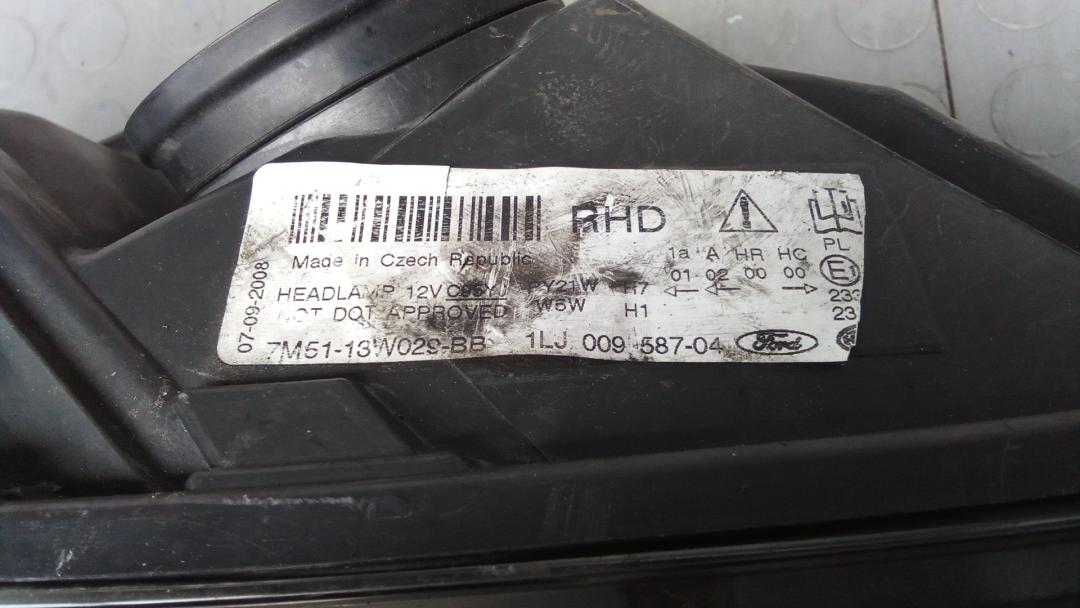 RHD
Made in Czech Republic
1a A HR HC
01 02 00 00
PL
E1
HEADLAMP 12V PY21W H7
NOT DOT APPROVED W5W H1
7M51-13W029-BB 1LJ 009 587-04 Ford
07-09-2008